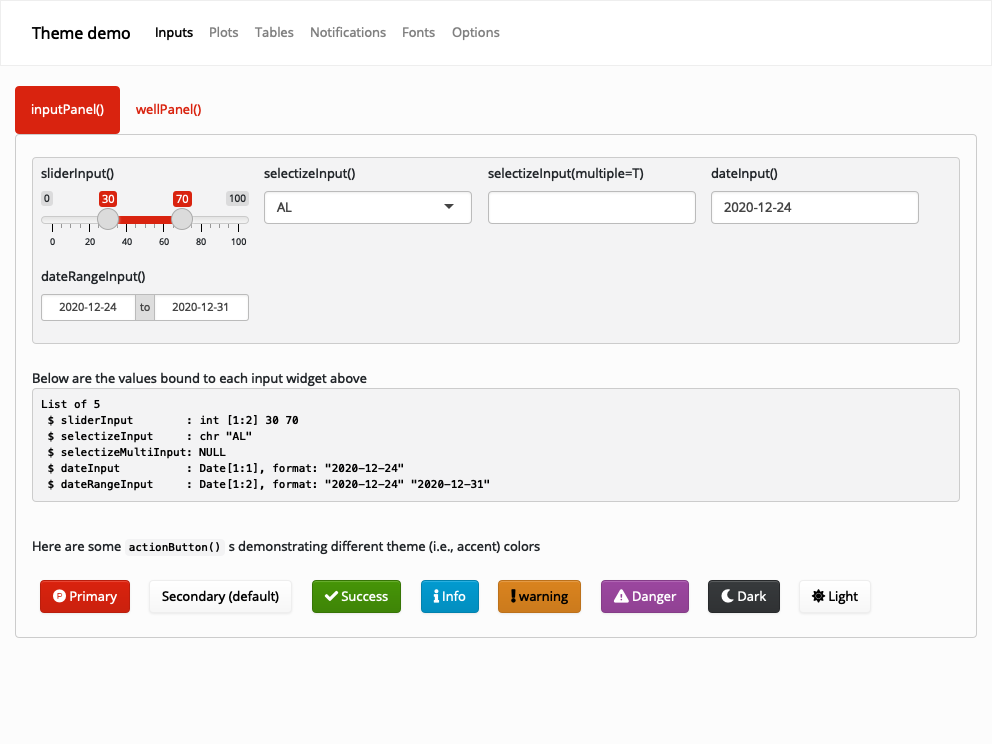 Theme demo Inputs Plots Tables Notifications Fonts Options
inputPanel() wellPanel()
sliderInput() selectizeInput() selectizeInput(multiple=T) dateInput()
0 30 70 100
AL 2020-12-24
0 20 40 60 80 100
dateRangeInput()
2020-12-24 to 2020-12-31
Below are the values bound to each input widget above
List of 5
$ sliderInput : int [1:2] 30 70
$ selectizeInput : chr "AL"
$ selectizeMultiInput: NULL
$ dateInput : Date[1:1], format: "2020-12-24"
$ dateRangeInput : Date[1:2], format: "2020-12-24" "2020-12-31"
Here are some actionButton() s demonstrating different theme (i.e., accent) colors
Primary Secondary (default) Success Info warning Danger Dark Light